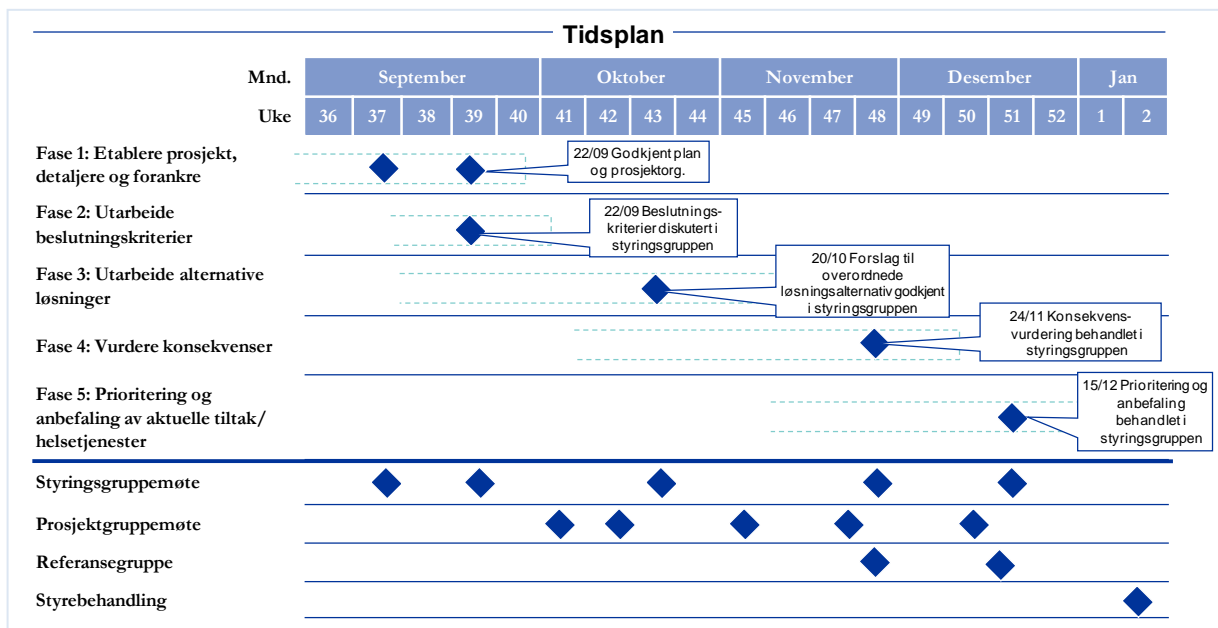 Tidsplan
Mnd. September Oktober November Desember Jan
Uke 36 37 38 39 40 41 42 43 44 45 46 47 48 49 50 51 52 1 2
Fase 1: Etablere prosjekt,
detaljere og forankre
22/09 Godkjent plan
og prosjektorg.
Fase 2: Utarbeide
beslutningskriterier
22/09 Beslutnings-
kriterier diskutert i
styringsgruppen
Fase 3: Utarbeide alternative
løsninger
20/10 Forslag til
overordnede
løsningsalternativ godkjent
i styringsgruppen
Fase 4: Vurdere konsekvenser
24/11 Konsekvens-
vurdering behandlet i
styringsgruppen
Fase 5: Prioritering og
anbefaling av aktuelle tiltak/
helsetjenester
15/12 Prioritering og
anbefaling
behandlet i
styringsgruppen
Styringsgruppemøte
Prosjektgruppemøte
Referansegruppe
Styrebehandling